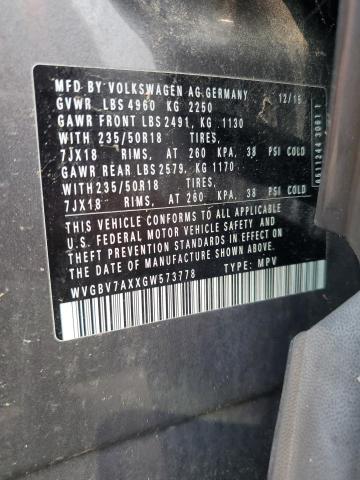 MFD BY VOLKSWAGEN AG GERMANY 12/15
GVWR LBS 4960 KG 2250
GAWR FRONT LBS 2491, KG 1130
WITH 235/50R18 TIRES,
7JX18 RIMS, AT 260 KPA, 38 PSI COLD
GAWR REAR LBS 2579, KG 1170
WITH 235/50R18 TIRES,
7JX18 RIMS, AT 260 KPA, 38 PSI COLD
THIS VEHICLE CONFORMS TO ALL APPLICABLE
U.S. FEDERAL MOTOR VEHICLE SAFETY AND
THEFT PREVENTION STANDARDS IN EFFECT ON
THE DATE OF MANUFACTURE SHOWN ABOVE.
WVGBV7AXXGW573778 TYPE: MPV